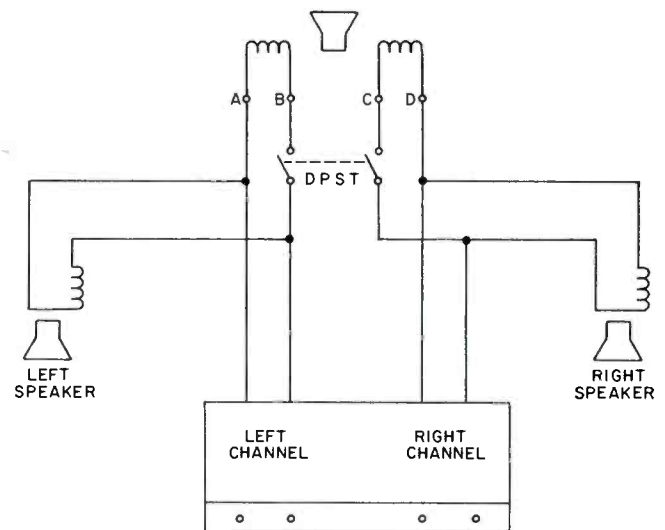 A B C D
DPST
LEFT
SPEAKER
RIGHT
SPEAKER
LEFT
CHANNEL
RIGHT
CHANNEL